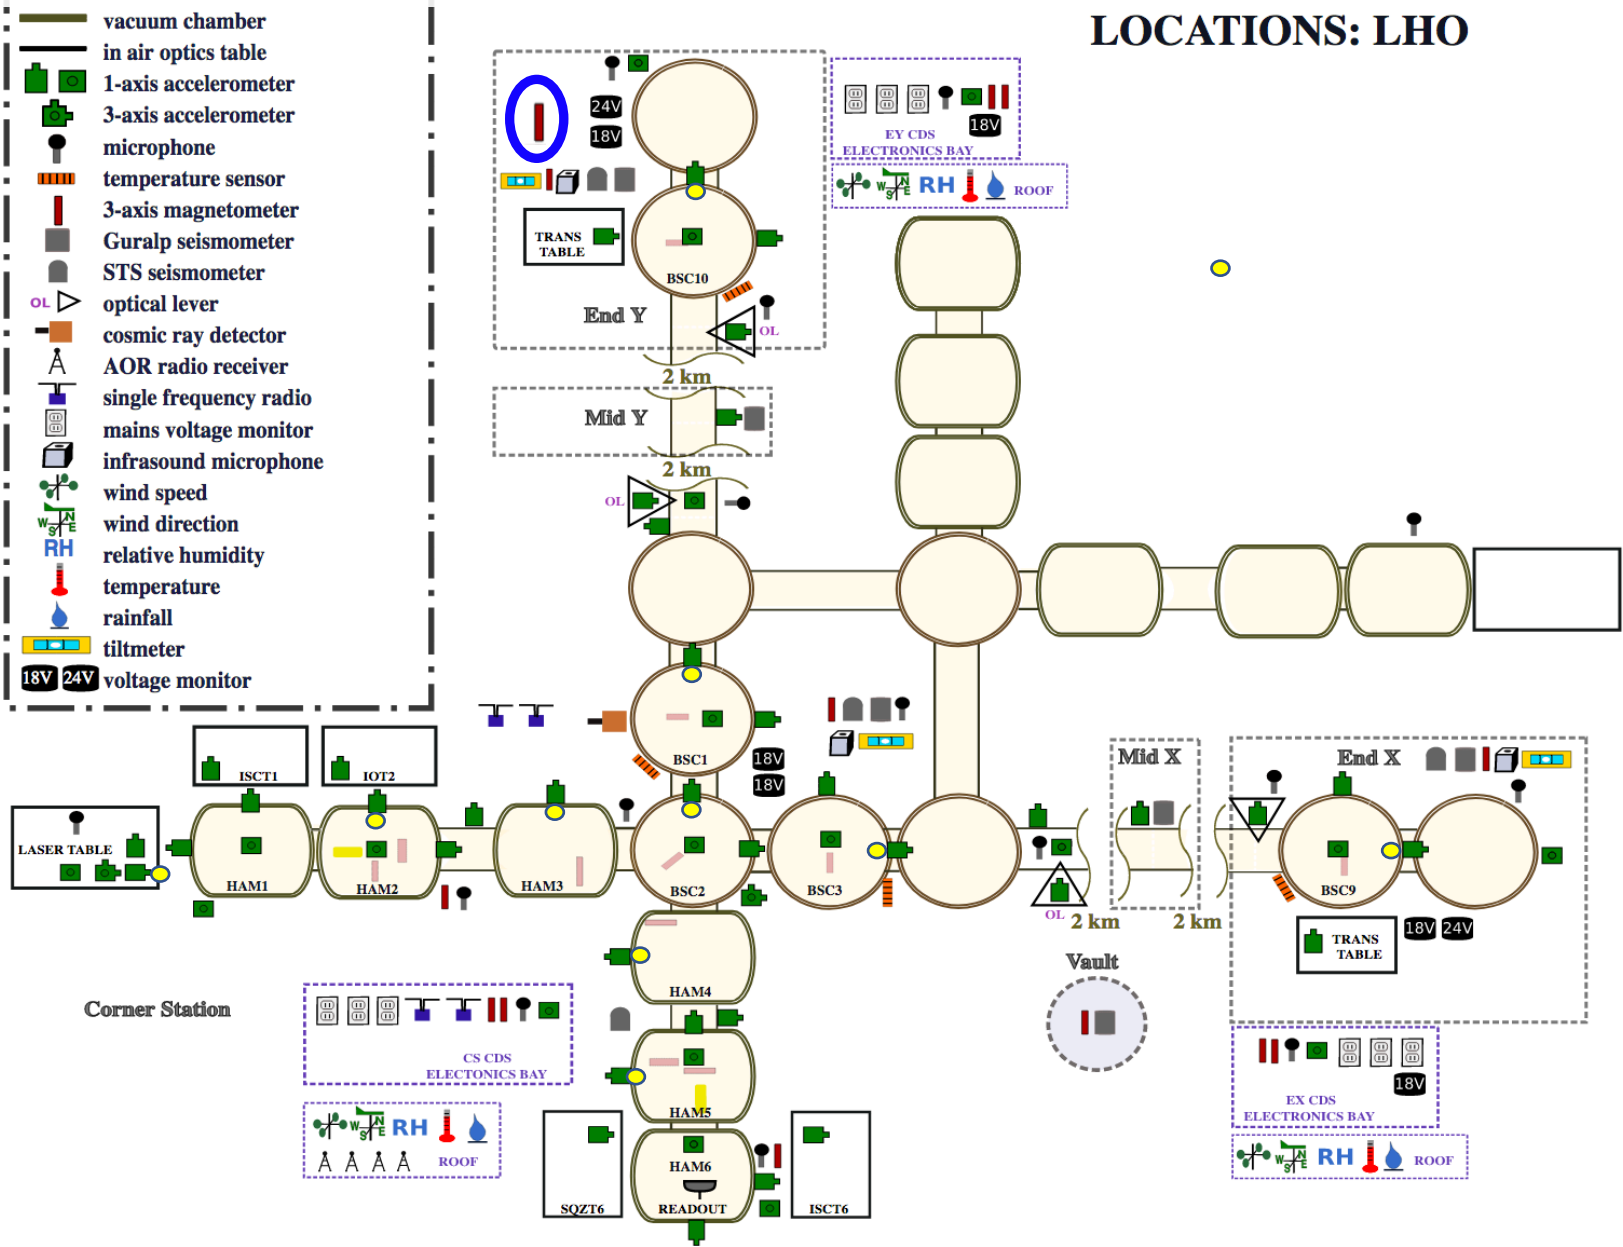 LOCATIONS: LHO
vacuum chamber
in air optics table
1-axis accelerometer
3-axis accelerometer
microphone
temperature sensor
3-axis magnetometer
Guralp seismometer
STS seismometer
OL optical lever
cosmic ray detector
AOR radio receiver
single frequency radio
mains voltage monitor
infrasound microphone
wind speed
W S N E wind direction
RH relative humidity
temperature
rainfall
tiltmeter
18V 24V voltage monitor
24V
18V
TRANS
TABLE
BSC10
End Y
OL
2 km
18V
EY CDS
ELECTRONICS BAY
W S N E RH ROOF
Mid Y
2 km
OL
BSC1
18V
18V
ISCT1
IOT2
LASER TABLE
HAM1
HAM2
HAM3
BSC2
BSC3
OL
2 km
Mid X
2 km
End X
BSC9
TRANS
TABLE
18V 24V
Vault
HAM4
HAM5
HAM6
READOUT
SQZT6
ISCT6
Corner Station
CS CDS
ELECTONICS BAY
W S N E RH
ROOF
18V
EX CDS
ELECTRONICS BAY
W S N E RH ROOF